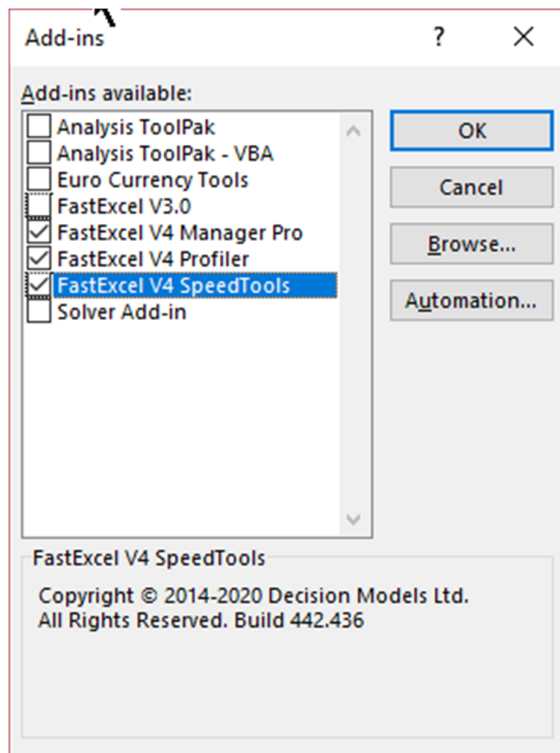 Add-ins
?
Add-ins available:
Analysis ToolPak
Analysis ToolPak - VBA
Euro Currency Tools
FastExcel V3.0
FastExcel V4 Manager Pro
FastExcel V4 Profiler
FastExcel V4 SpeedTools
Solver Add-in
OK
Cancel
Browse...
Automation...
FastExcel V4 SpeedTools
Copyright © 2014-2020 Decision Models Ltd.
All Rights Reserved. Build 442.436